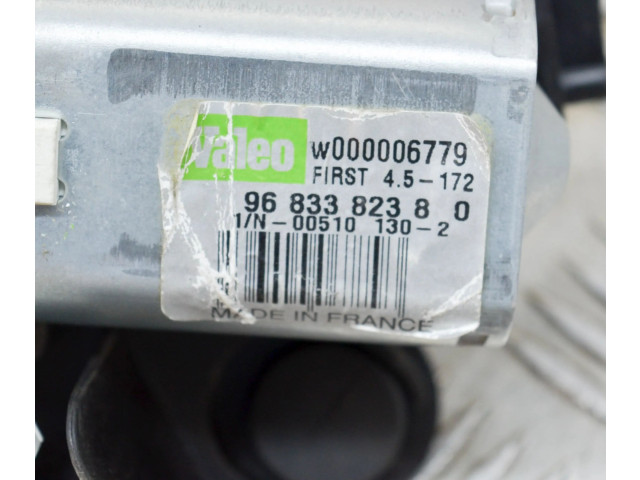 Valeo
w000006779
FIRST 4.5-172
96 833 823 8 0
1/N-00510 130-2
MADE IN FRANCE